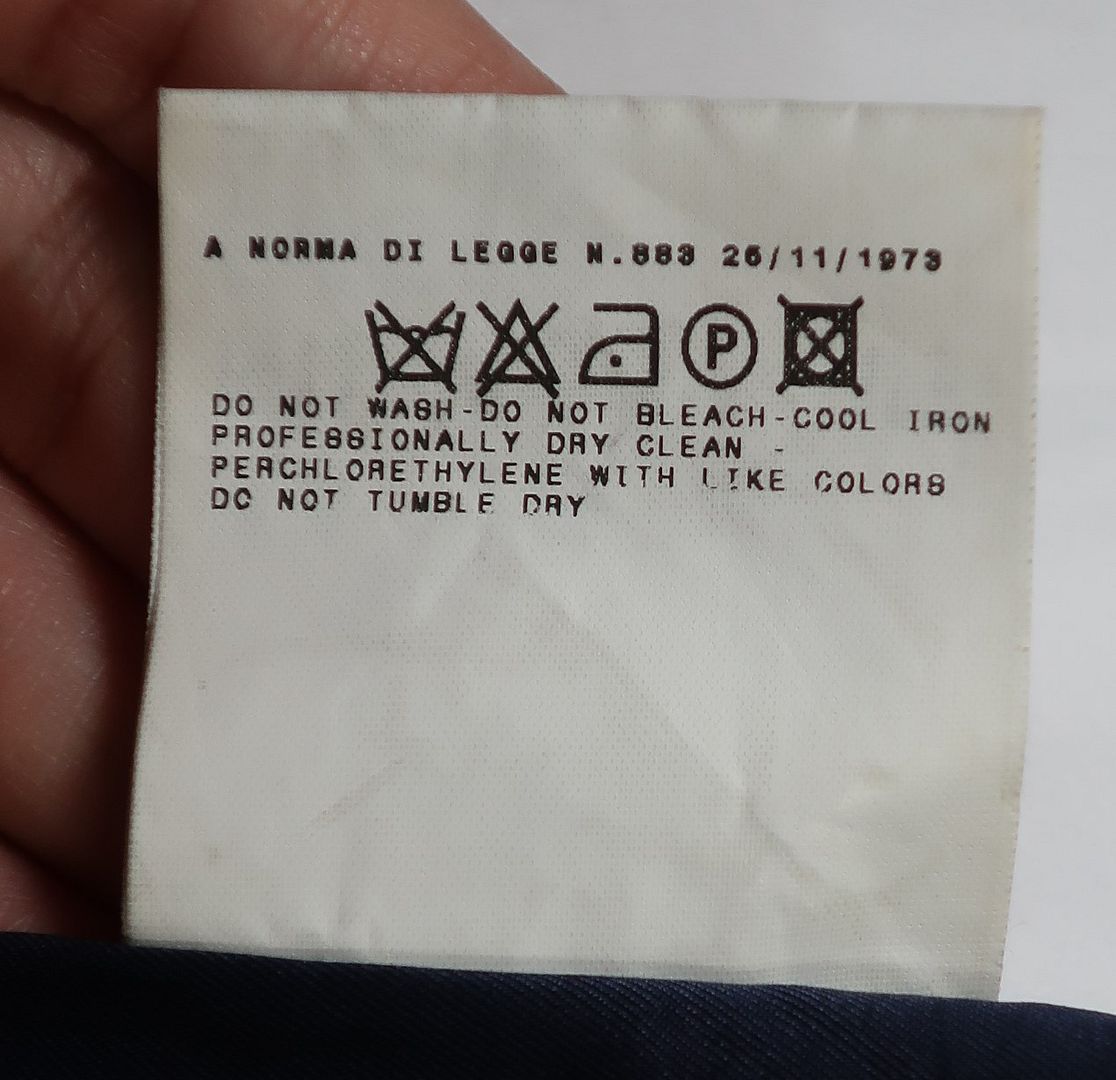 A NORMA DI LEGGE N.883 26/11/1973
P
DO NOT WASH-DO NOT BLEACH-COOL IRON
PROFESSIONALLY DRY CLEAN -
PERCHLORETHYLENE WITH LIKE COLORS
DO NOT TUMBLE DRY